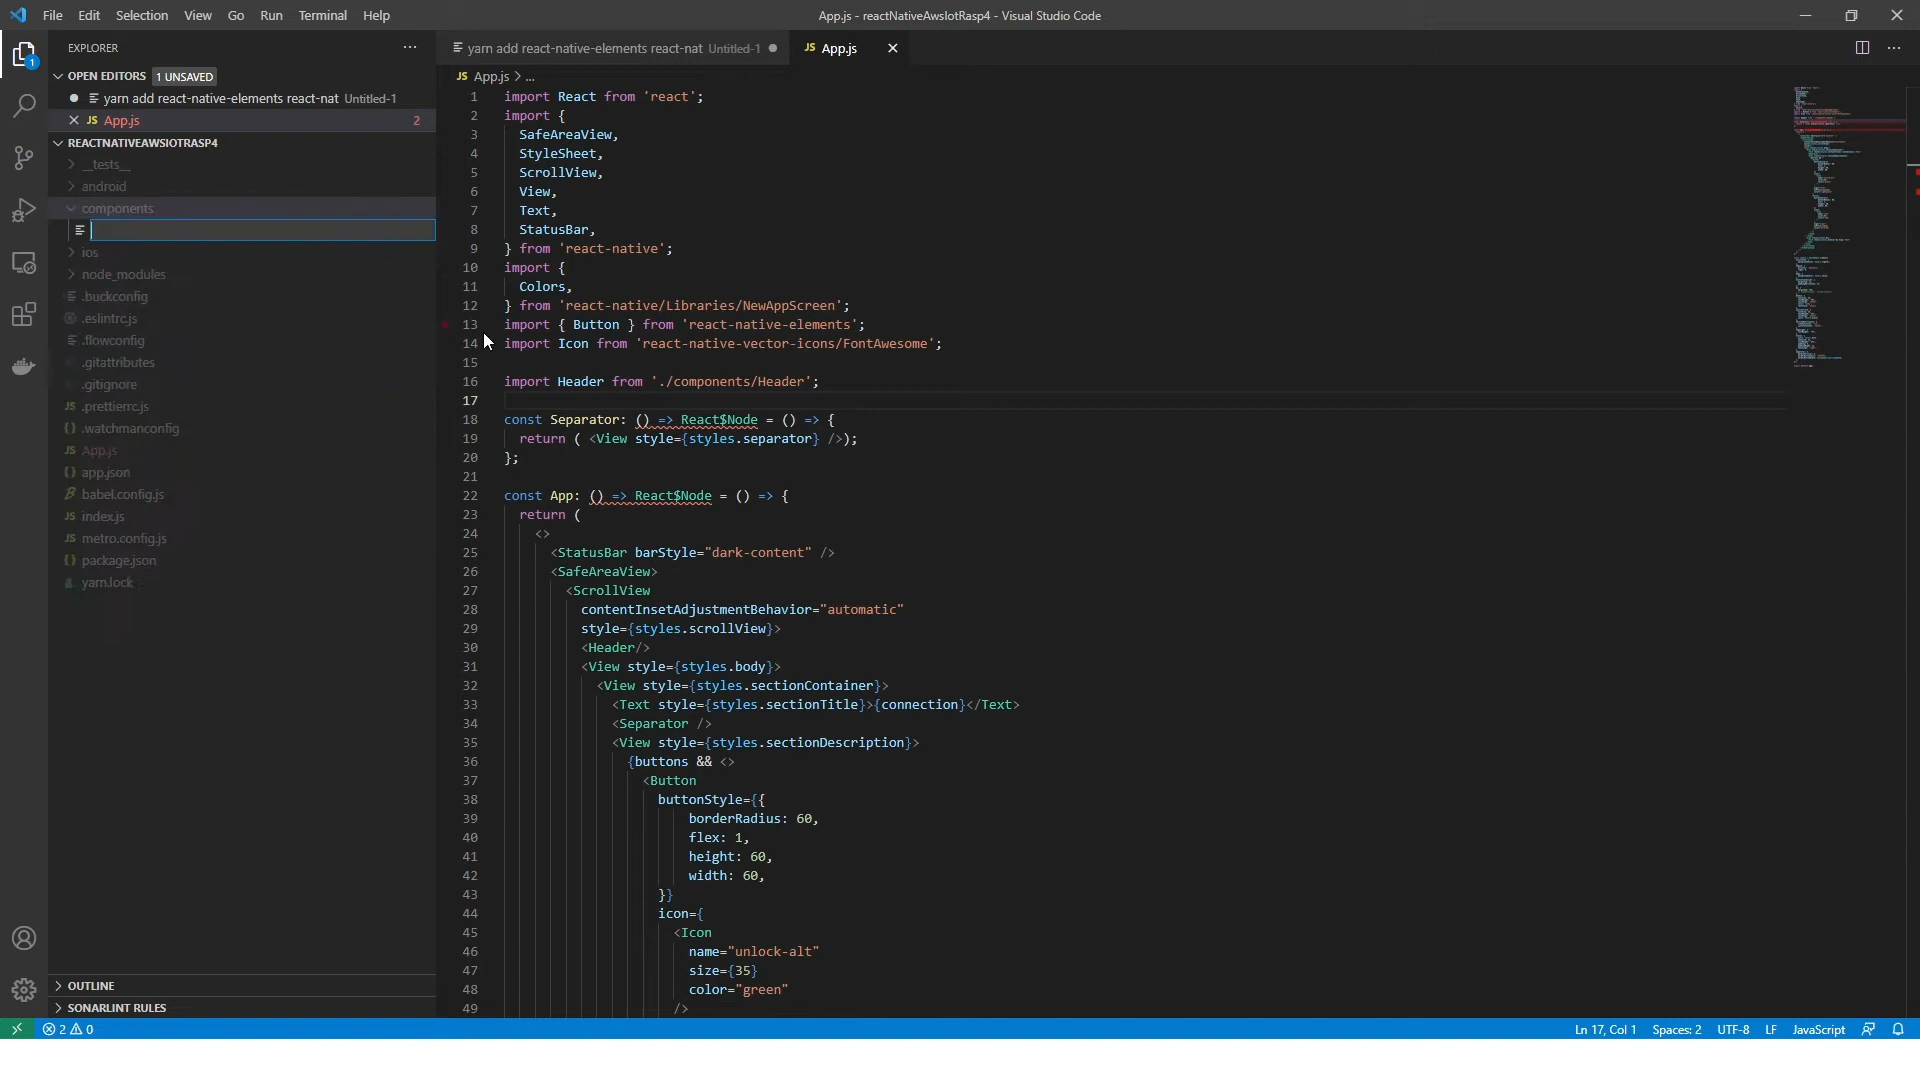 File Edit Selection View Go Run Terminal Help
App.js - reactNativeAwsIotRasp4 - Visual Studio Code
EXPLORER
OPEN EDITORS 1 UNSAVED
yarn add react-native-elements react-nat Untitled-1
App.js 2
REACTNATIVEAWSIOTRASP4
__tests__
android
components
ios
node_modules
.buckconfig
.eslintrc.js
.flowconfig
.gitattributes
.gitignore
.prettierrc.js
.watchmanconfig
App.js
app.json
babel.config.js
index.js
metro.config.js
package.json
yarn.lock
OUTLINE
SONARLINT RULES
yarn add react-native-elements react-nat Untitled-1
JS App.js
JS App.js > ...
1 import React from 'react';
2 import {
3 SafeAreaView,
4 StyleSheet,
5 ScrollView,
6 View,
7 Text,
8 StatusBar,
9 } from 'react-native';
10 import {
11 Colors,
12 } from 'react-native/Libraries/NewAppScreen';
13 import { Button } from 'react-native-elements';
14 import Icon from 'react-native-vector-icons/FontAwesome';
15
16 import Header from './components/Header';
17
18 const Separator: () => React$Node = () => {
19 return ( <View style={styles.separator} />);
20 };
21
22 const App: () => React$Node = () => {
23 return (
24 <>
25 <StatusBar barStyle="dark-content" />
26 <SafeAreaView>
27 <ScrollView
28 contentInsetAdjustmentBehavior="automatic"
29 style={styles.scrollView}>
30 <Header/>
31 <View style={styles.body}>
32 <View style={styles.sectionContainer}>
33 <Text style={styles.sectionTitle}>{connection}</Text>
34 <Separator />
35 <View style={styles.sectionDescription}>
36 {buttons && <>
37 <Button
38 buttonStyle={{
39 borderRadius: 60,
40 flex: 1,
41 height: 60,
42 width: 60,
43 }}
44 icon={
45 <Icon
46 name="unlock-alt"
47 size={35}
48 color="green"
49 />
2 0
Ln 17, Col 1 Spaces: 2 UTF-8 LF JavaScript